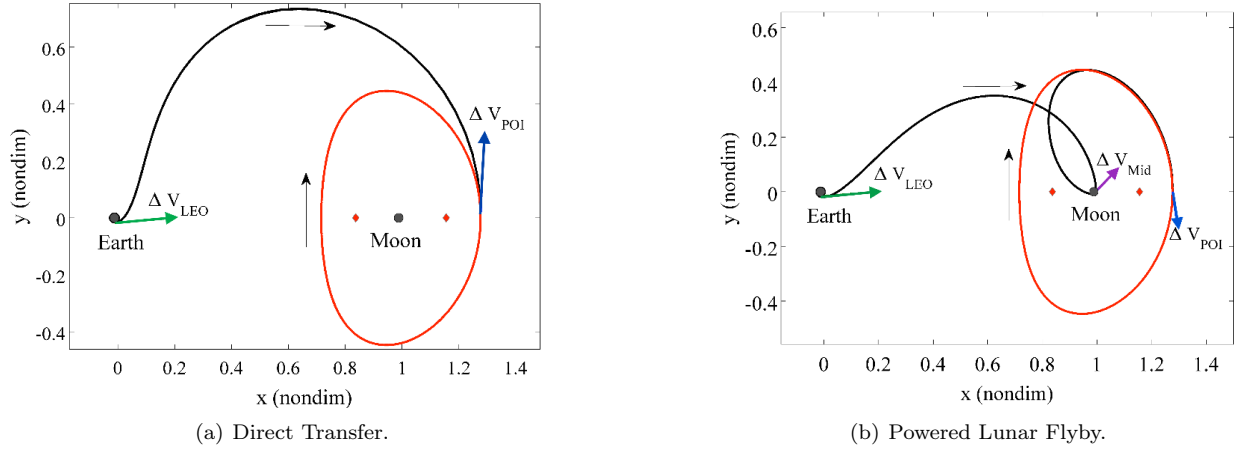 0.6
0.4
0.2
0
-0.2
-0.4
y (nondim)
Δ V_LEO
Earth
Moon
Δ V_POI
0 0.2 0.4 0.6 0.8 1 1.2 1.4
x (nondim)
(a) Direct Transfer.
0.6
0.4
0.2
0
-0.2
-0.4
y (nondim)
Δ V_LEO
Earth
Δ V_Mid
Moon
Δ V_POI
0 0.2 0.4 0.6 0.8 1 1.2 1.4
x (nondim)
(b) Powered Lunar Flyby.